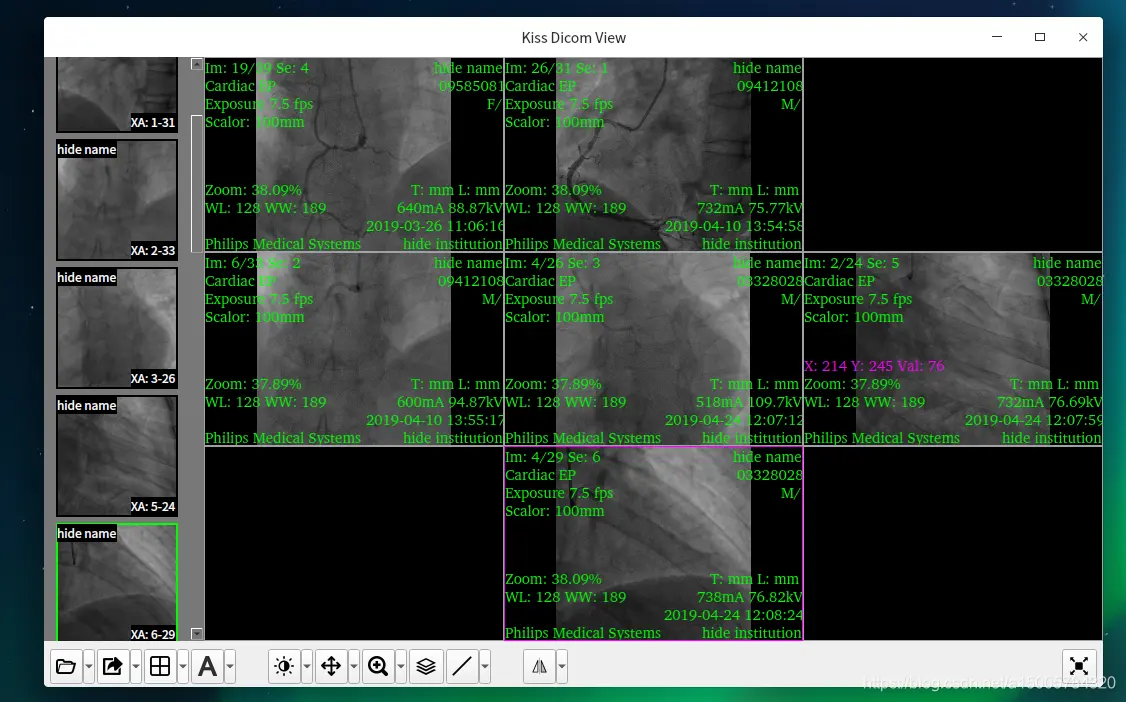 Kiss Dicom View
XA: 1-31
hide name
XA: 2-33
hide name
XA: 3-26
hide name
XA: 5-24
hide name
XA: 6-29
Im: 19/19 Se: 4
hide name
Cardiac EP
09585081
Exposure 7.5 fps
F/
Scalor: 100mm
Zoom: 38.09%
T: mm L: mm
WL: 128 WW: 189
640mA 88.87kV
2019-03-26 11:06:16
Philips Medical Systems
hide institution
Im: 26/31 Se: 1
hide name
Cardiac EP
09412108
Exposure 7.5 fps
M/
Scalor: 100mm
Zoom: 38.09%
T: mm L: mm
WL: 128 WW: 189
732mA 75.77kV
2019-04-10 13:54:58
Philips Medical Systems
hide institution
Im: 6/33 Se: 2
hide name
Cardiac EP
09412108
Exposure 7.5 fps
M/
Scalor: 100mm
Zoom: 37.89%
T: mm L: mm
WL: 128 WW: 189
600mA 94.87kV
2019-04-10 13:55:17
Philips Medical Systems
hide institution
Im: 4/26 Se: 3
hide name
Cardiac EP
03328028
Exposure 7.5 fps
M/
Scalor: 100mm
Zoom: 37.89%
T: mm L: mm
WL: 128 WW: 189
518mA 109.7kV
2019-04-24 12:07:12
Philips Medical Systems
hide institution
Im: 2/24 Se: 5
hide name
Cardiac EP
03328028
Exposure 7.5 fps
M/
Scalor: 100mm
X: 214 Y: 245 Val: 76
Zoom: 37.89%
T: mm L: mm
WL: 128 WW: 189
732mA 76.69kV
2019-04-24 12:07:59
Philips Medical Systems
hide institution
Im: 4/29 Se: 6
hide name
Cardiac EP
03328028
Exposure 7.5 fps
M/
Scalor: 100mm
Zoom: 38.09%
T: mm L: mm
WL: 128 WW: 189
738mA 76.82kV
2019-04-24 12:08:24
Philips Medical Systems
hide institution
A